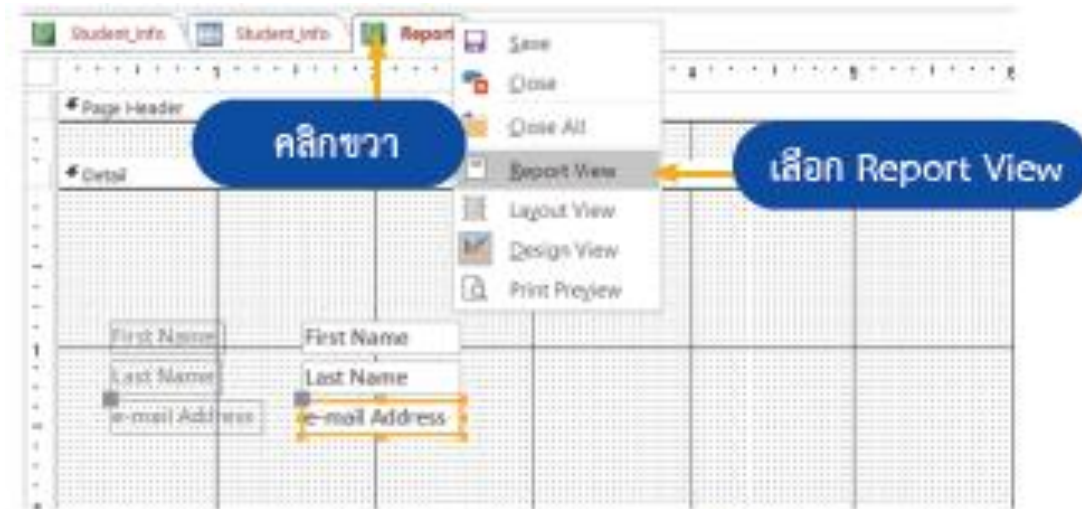 Student_Info
Student_Info
Report
Save
Close
Close All
Report View
Layout View
Design View
Print Preview
Page Header
คลิกขวา
เลือก Report View
Detail
First Name
First Name
Last Name
Last Name
e-mail Address
e-mail Address
1